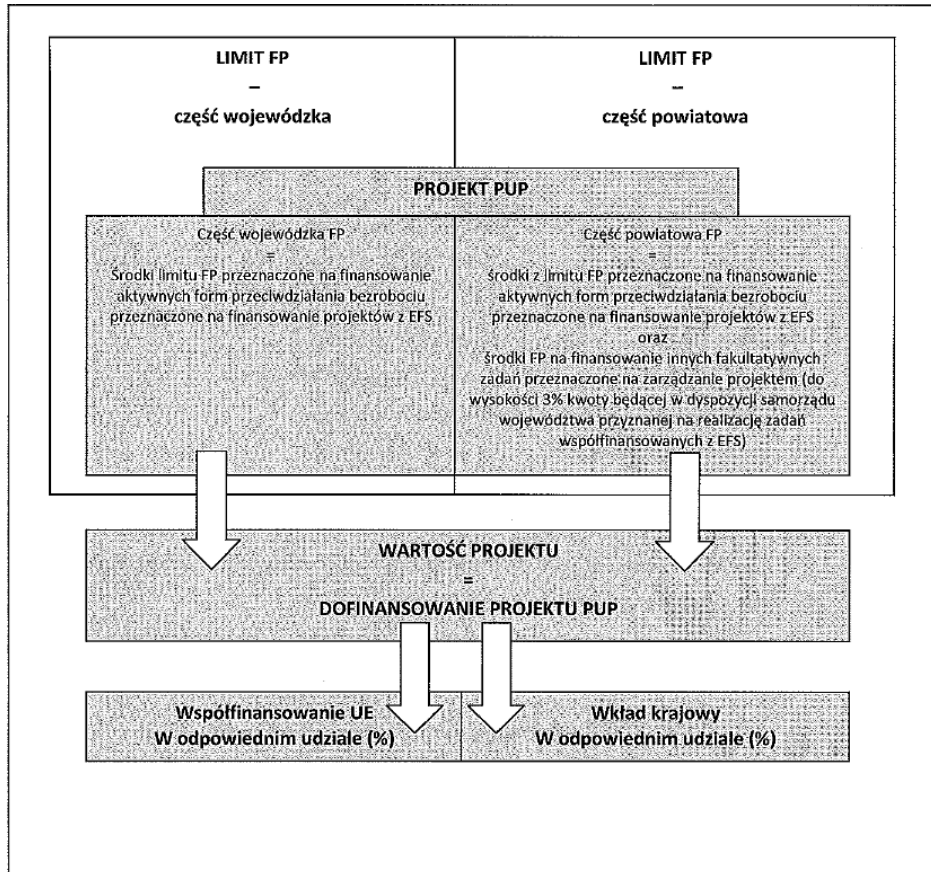 LIMIT FP
–
część wojewódzka
LIMIT FP
–
część powiatowa
PROJEKT PUP
Część wojewódzka FP
=
Środki limitu FP przeznaczone na finansowanie
aktywnych form przeciwdziałania bezrobociu
przeznaczone na finansowanie projektów z EFS
Część powiatowa FP
=
środki z limitu FP przeznaczone na finansowanie
aktywnych form przeciwdziałania bezrobociu
przeznaczone na finansowanie projektów z EFS
oraz
środki FP na finansowanie innych fakultatywnych
zadań przeznaczone na zarządzanie projektem (do
wysokości 3% kwoty będącej w dyspozycji samorządu
województwa przyznanej na realizację zadań
współfinansowanych z EFS)
WARTOŚĆ PROJEKTU
=
DOFINANSOWANIE PROJEKTU PUP
Współfinansowanie UE
W odpowiednim udziale (%)
Wkład krajowy
W odpowiednim udziale (%)